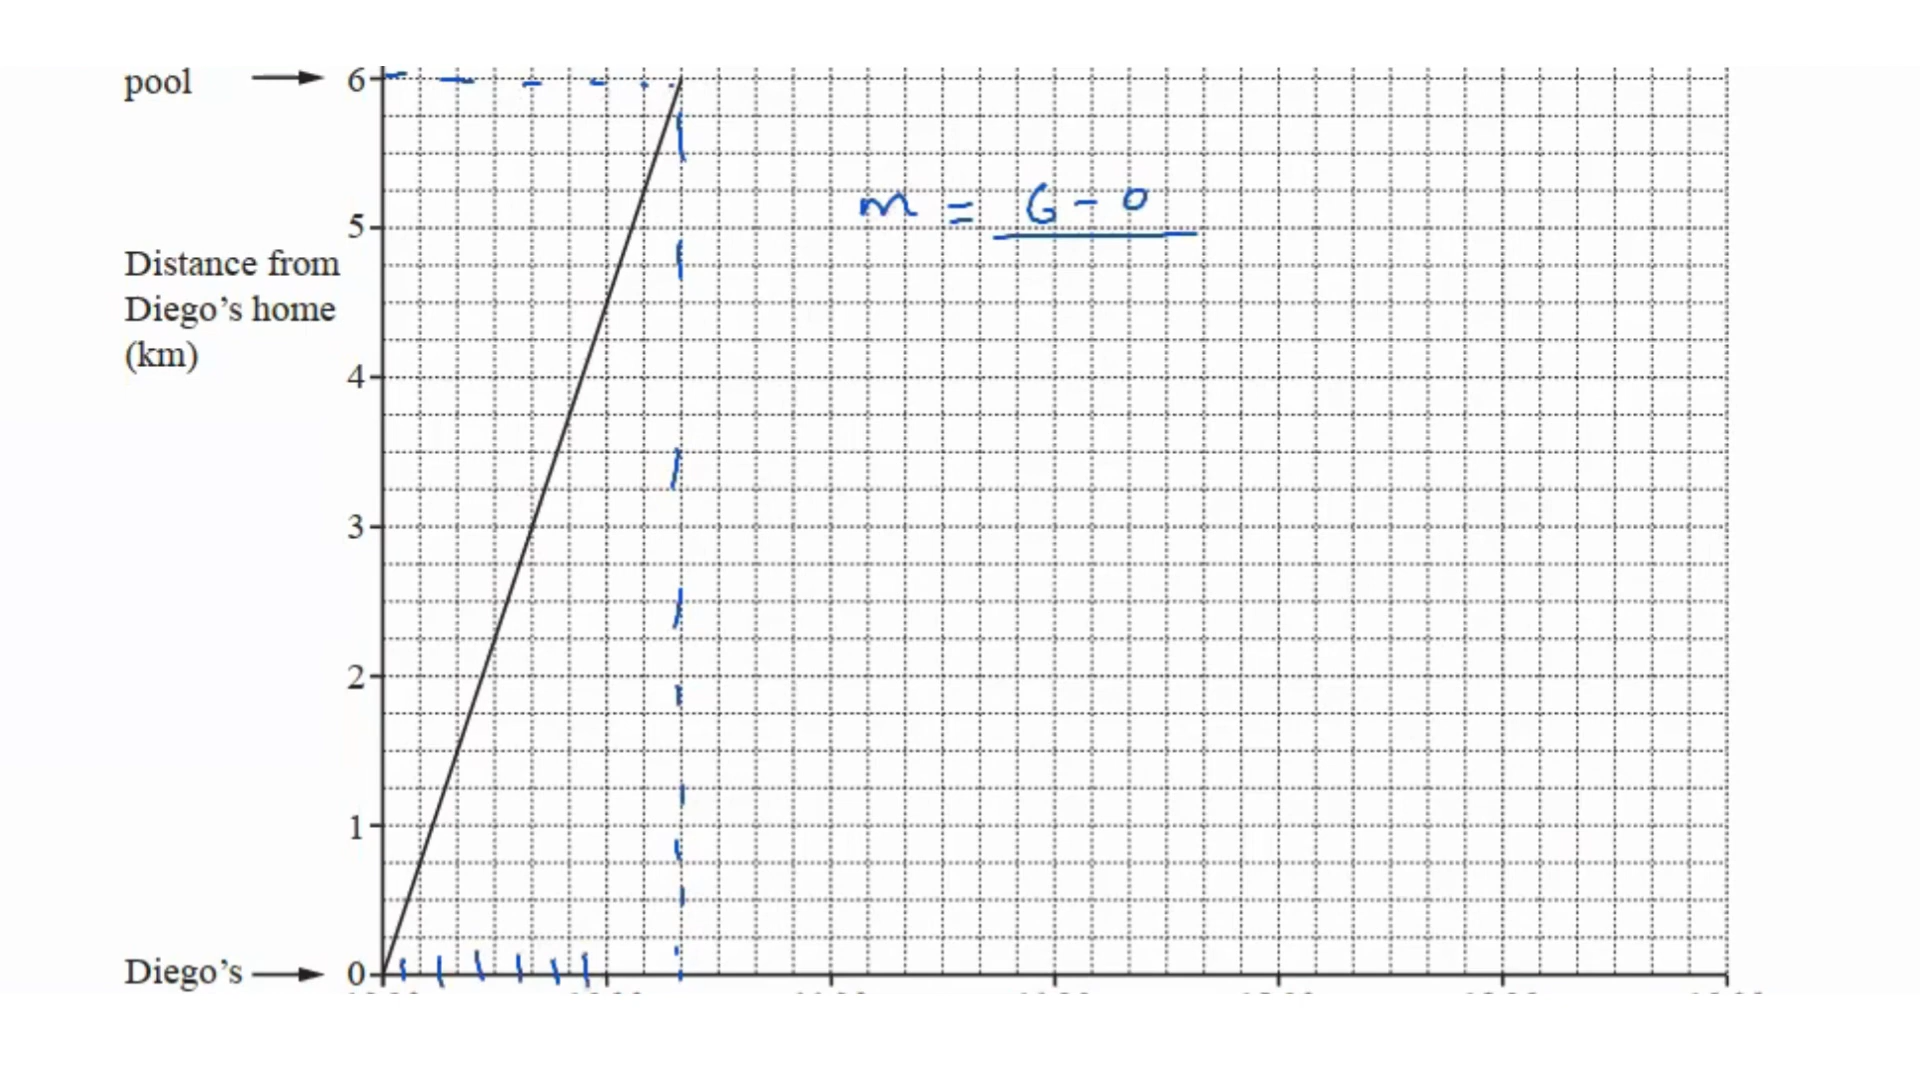 pool
6
m = 6 - 0
5
Distance from
Diego's home
(km)
4
3
2
1
Diego's
0